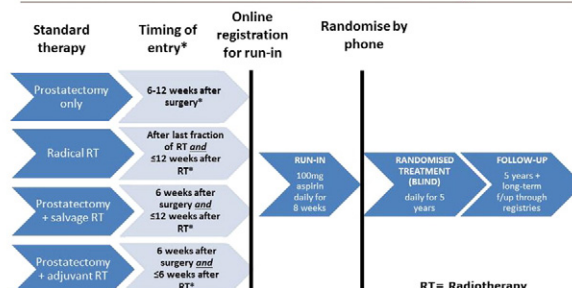 Standard
therapy
Timing of
entry*
Online
registration
for run-in
Randomise by
phone
Prostatectomy
only
6-12 weeks after
surgery*
Radical RT
After last fraction
of RT and
≤12 weeks after
RT*
Prostatectomy
+ salvage RT
6 weeks after
surgery and
≤12 weeks after
RT*
Prostatectomy
+ adjuvant RT
6 weeks after
surgery and
≤6 weeks after
RT*
RUN-IN
100mg
aspirin
daily for
8 weeks
RANDOMISED
TREATMENT
(BLIND)
daily for 5
years
FOLLOW-UP
5 years +
long-term
f/up through
registries
RT= Radiotherapy